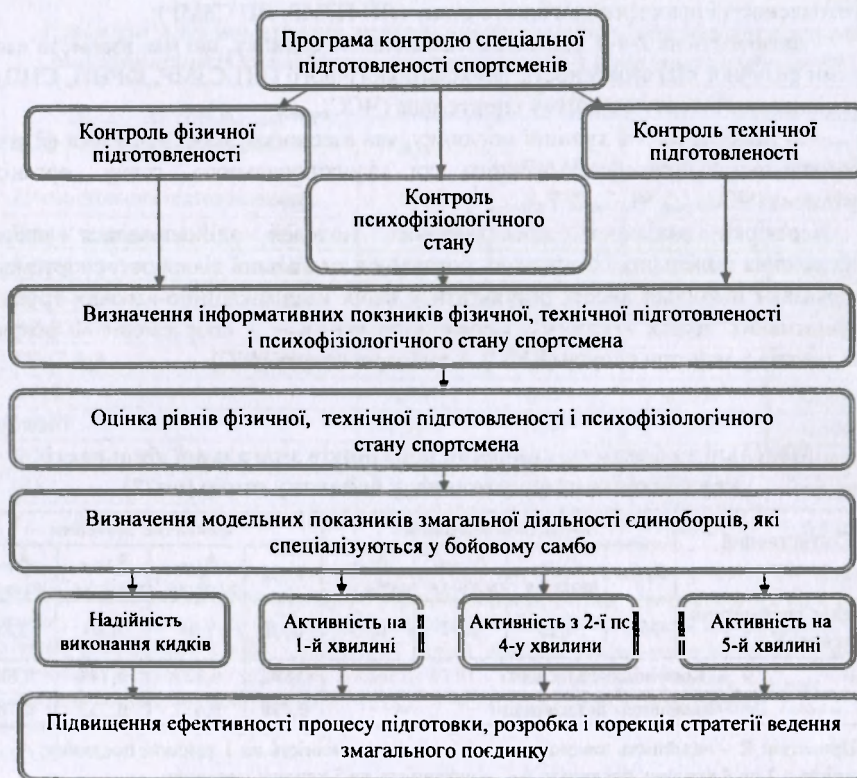 Програма контролю спеціальної
підготовленості спортсменів
Контроль фізичної
підготовленості
Контроль технічної
підготовленості
Контроль
психофізіологічного
стану
Визначення інформативних покзників фізичної, технічної підготовленості
і психофізіологічного стану спортсмена
Оцінка рівнів фізичної, технічної підготовленості і психофізіологічного
стану спортсмена
Визначення модельних показників змагальної діяльності єдиноборців, які
спеціалізуються у бойовому самбо
Надійність
виконання кидків
Активність на
1-й хвилині
Активність з 2-ї по
4-у хвилини
Активність на
5-й хвилині
Підвищення ефективності процесу підготовки, розробка і корекція стратегії ведення
змагального поєдинку